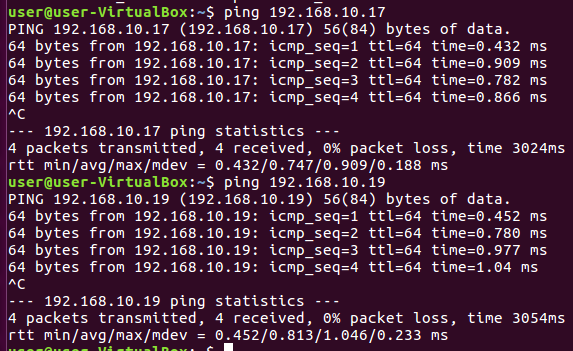 user@user-VirtualBox:~$ ping 192.168.10.17
PING 192.168.10.17 (192.168.10.17) 56(84) bytes of data.
64 bytes from 192.168.10.17: icmp_seq=1 ttl=64 time=0.432 ms
64 bytes from 192.168.10.17: icmp_seq=2 ttl=64 time=0.909 ms
64 bytes from 192.168.10.17: icmp_seq=3 ttl=64 time=0.782 ms
64 bytes from 192.168.10.17: icmp_seq=4 ttl=64 time=0.866 ms
^C
--- 192.168.10.17 ping statistics ---
4 packets transmitted, 4 received, 0% packet loss, time 3024ms
rtt min/avg/max/mdev = 0.432/0.747/0.909/0.188 ms
user@user-VirtualBox:~$ ping 192.168.10.19
PING 192.168.10.19 (192.168.10.19) 56(84) bytes of data.
64 bytes from 192.168.10.19: icmp_seq=1 ttl=64 time=0.452 ms
64 bytes from 192.168.10.19: icmp_seq=2 ttl=64 time=0.780 ms
64 bytes from 192.168.10.19: icmp_seq=3 ttl=64 time=0.977 ms
64 bytes from 192.168.10.19: icmp_seq=4 ttl=64 time=1.04 ms
^C
--- 192.168.10.19 ping statistics ---
4 packets transmitted, 4 received, 0% packet loss, time 3054ms
rtt min/avg/max/mdev = 0.452/0.813/1.046/0.233 ms